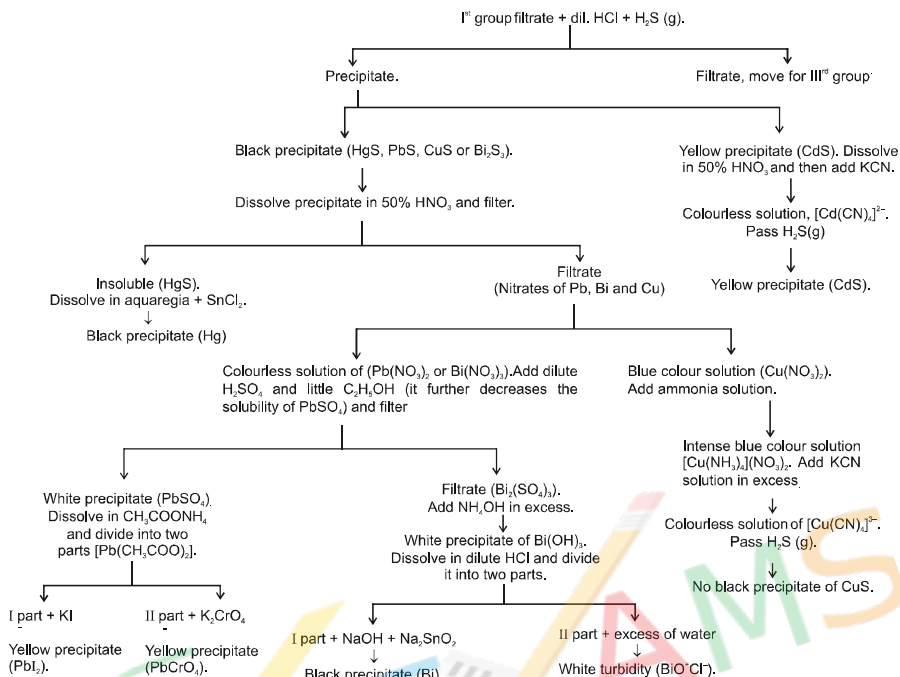 Iˢᵗ group filtrate + dil. HCl + H₂S (g).
Precipitate.
Filtrate, move for IIIʳᵈ group
Black precipitate (HgS, PbS, CuS or Bi₂S₃).
Yellow precipitate (CdS). Dissolve
in 50% HNO₃ and then add KCN.
Dissolve precipitate in 50% HNO₃ and filter.
Colourless solution, [Cd(CN)₄]²⁻.
Pass H₂S(g)
Yellow precipitate (CdS).
Insoluble (HgS).
Dissolve in aquaregia + SnCl₂.
↓
Black precipitate (Hg)
Filtrate
(Nitrates of Pb, Bi and Cu)
Colourless solution of (Pb(NO₃)₂ or Bi(NO₃)₃).Add dilute
H₂SO₄ and little C₂H₅OH (it further decreases the
solubility of PbSO₄) and filter
Blue colour solution (Cu(NO₃)₂).
Add ammonia solution.
Intense blue colour solution
[Cu(NH₃)₄](NO₃)₂. Add KCN
solution in excess
Colourless solution of [Cu(CN)₄]³⁻.
Pass H₂S (g).
No black precipitate of CuS.
White precipitate (PbSO₄)
Dissolve in CH₃COONH₄
and divide into two
parts [Pb(CH₃COO)₂].
Filtrate (Bi₂(SO₄)₃).
Add NH₄OH in excess.
White precipitate of Bi(OH)₃.
Dissolve in dilute HCl and divide
it into two parts.
I part + KI
Yellow precipitate
(PbI₂).
II part + K₂CrO₄
Yellow precipitate
(PbCrO₄).
I part + NaOH + Na₂SnO₂
↓
Black precipitate (Bi)
II part + excess of water
↓
White turbidity (BiO⁺Cl⁻).
AMS